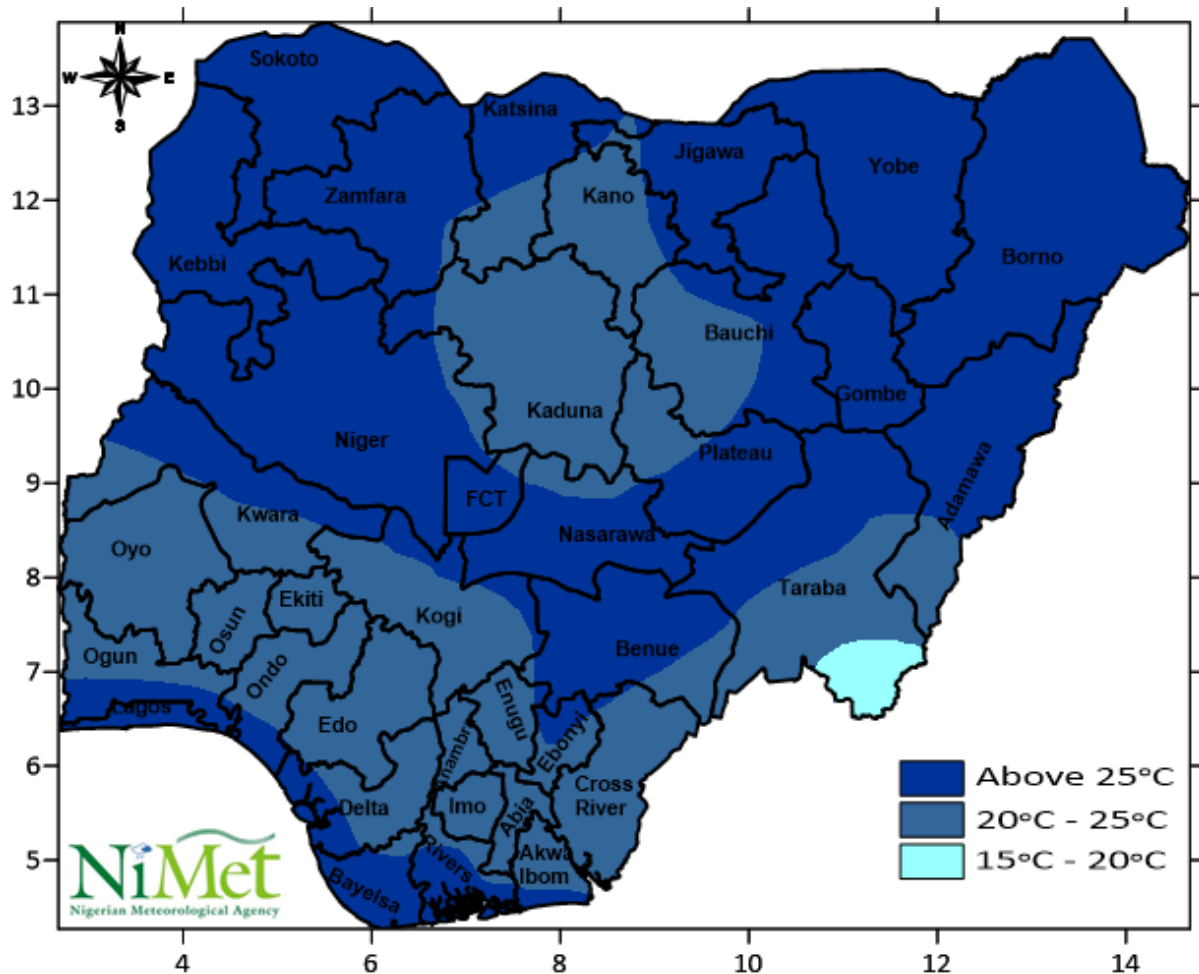 N
W E
S
13
12
11
10
9
8
7
6
5
4 6 8 10 12 14
Sokoto
Katsina
Jigawa
Yobe
Zamfara
Kano
Kebbi
Borno
Bauchi
Kaduna
Gombe
Niger
Plateau
Adamawa
FCT
Kwara
Nasarawa
Oyo
Taraba
Ekiti
Osun
Kogi
Benue
Ogun
Ondo
Lagos
Enugu
Edo
Ebonyi
Anambr
Cross
River
Delta
Imo
Abia
Rivers
Akwa
Ibom
Bayelsa
Above 25°C
20°C - 25°C
15°C - 20°C
NiMet
Nigerian Meteorological Agency